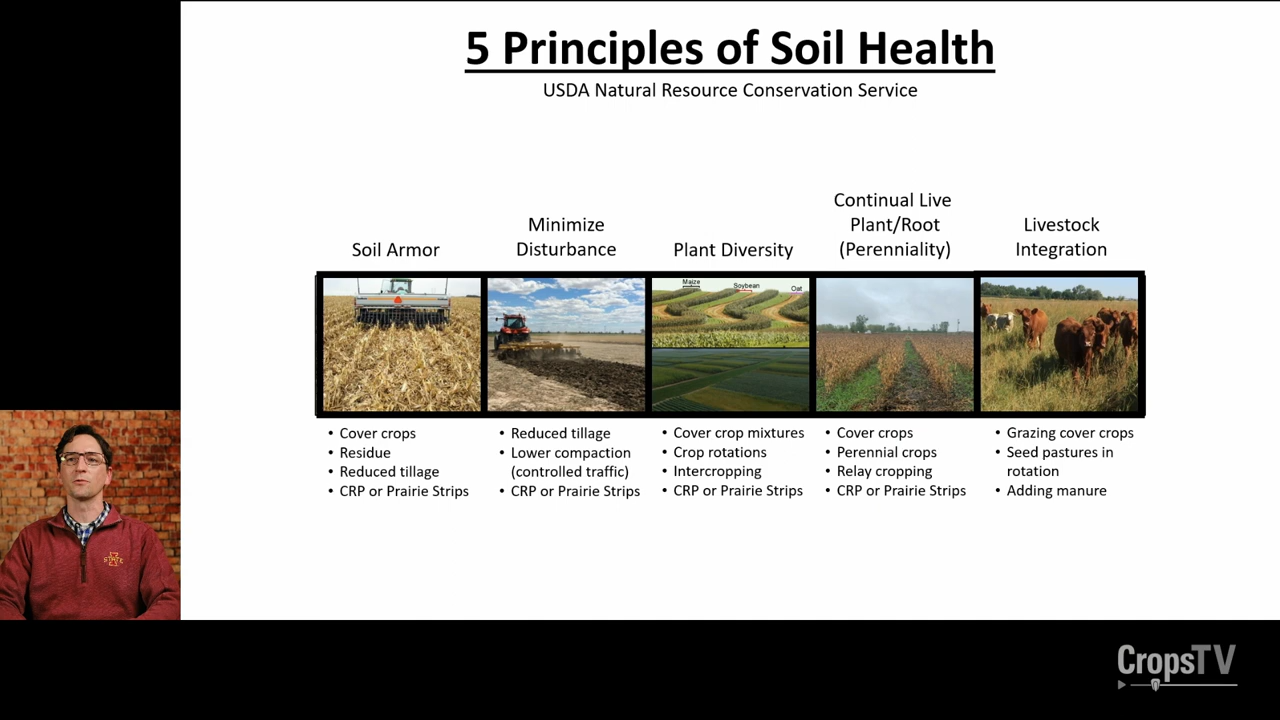 5 Principles of Soil Health
USDA Natural Resource Conservation Service
Soil Armor
Minimize
Disturbance
Plant Diversity
Continual Live
Plant/Root
(Perenniality)
Livestock
Integration
Maize
Soybean
Oat
• Cover crops
• Residue
• Reduced tillage
• CRP or Prairie Strips
• Reduced tillage
• Lower compaction
(controlled traffic)
• CRP or Prairie Strips
• Cover crop mixtures
• Crop rotations
• Intercropping
• CRP or Prairie Strips
• Cover crops
• Perennial crops
• Relay cropping
• CRP or Prairie Strips
• Grazing cover crops
• Seed pastures in
rotation
• Adding manure
STATE
CropsTV